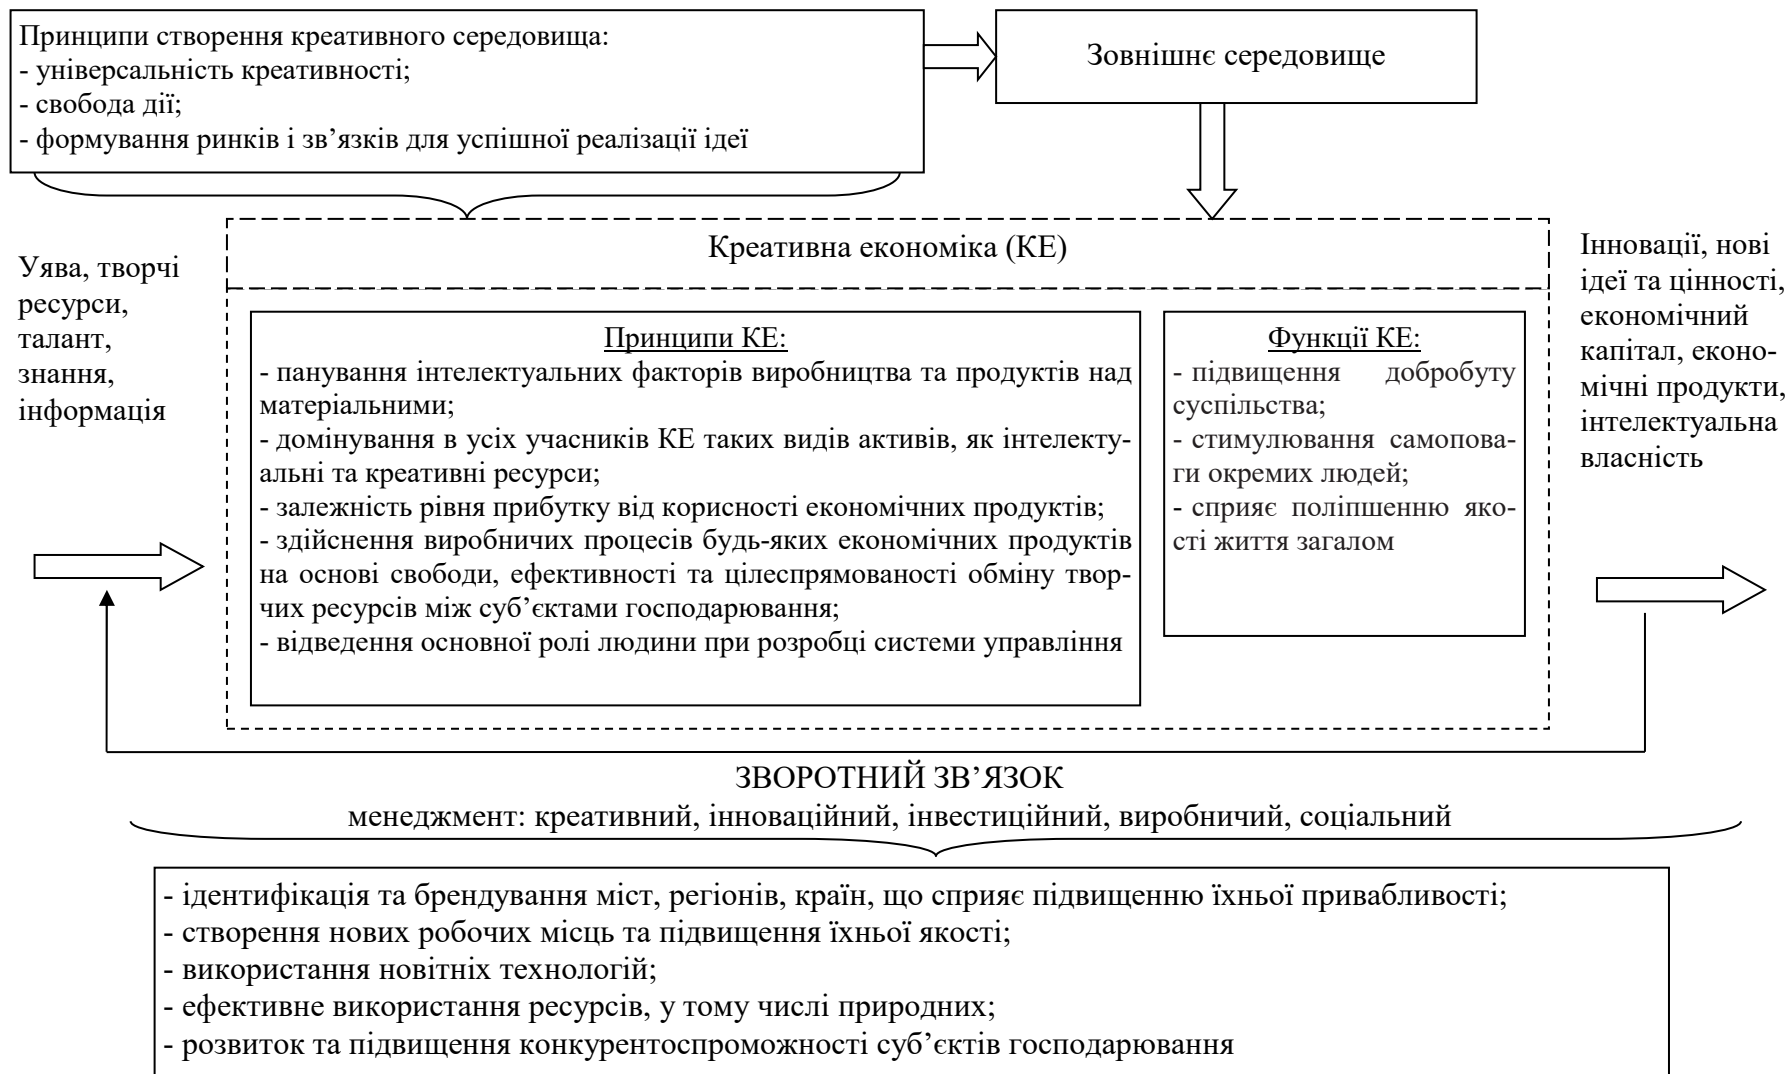 Принципи створення креативного середовища:
- універсальність креативності;
- свобода дії;
- формування ринків і зв’язків для успішної реалізації ідеї
Зовнішнє середовище
Креативна економіка (КЕ)
Уява, творчі
ресурси,
талант,
знання,
інформація
Принципи КЕ:
- панування інтелектуальних факторів виробництва та продуктів над
матеріальними;
- домінування в усіх учасників КЕ таких видів активів, як інтелекту-
альні та креативні ресурси;
- залежність рівня прибутку від корисності економічних продуктів;
- здійснення виробничих процесів будь-яких економічних продуктів
на основі свободи, ефективності та цілеспрямованості обміну твор-
чих ресурсів між суб’єктами господарювання;
- відведення основної ролі людини при розробці системи управління
Функції КЕ:
- підвищення добробуту
суспільства;
- стимулювання самопова-
ги окремих людей;
- сприяє поліпшенню яко-
сті життя загалом
Інновації, нові
ідеї та цінності,
економічний
капітал, еконо-
мічні продукти,
інтелектуальна
власність
ЗВОРОТНИЙ ЗВ’ЯЗОК
менеджмент: креативний, інноваційний, інвестиційний, виробничий, соціальний
- ідентифікація та брендування міст, регіонів, країн, що сприяє підвищенню їхньої привабливості;
- створення нових робочих місць та підвищення їхньої якості;
- використання новітніх технологій;
- ефективне використання ресурсів, у тому числі природних;
- розвиток та підвищення конкурентоспроможності суб’єктів господарювання